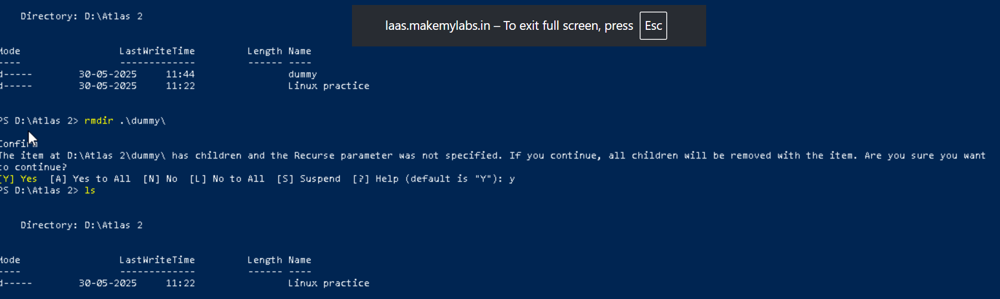 Directory: D:\Atlas 2
laas.makemylabs.in – To exit full screen, press Esc
Mode LastWriteTime Length Name
---- ------------- ------ ----
d----- 30-05-2025 11:44 dummy
d----- 30-05-2025 11:22 Linux practice
PS D:\Atlas 2> rmdir .\dummy\
Confirm
The item at D:\Atlas 2\dummy\ has children and the Recurse parameter was not specified. If you continue, all children will be removed with the item. Are you sure you want
to continue?
[Y] Yes [A] Yes to All [N] No [L] No to All [S] Suspend [?] Help (default is "Y"): y
PS D:\Atlas 2> ls
Directory: D:\Atlas 2
Mode LastWriteTime Length Name
---- ------------- ------ ----
d----- 30-05-2025 11:22 Linux practice